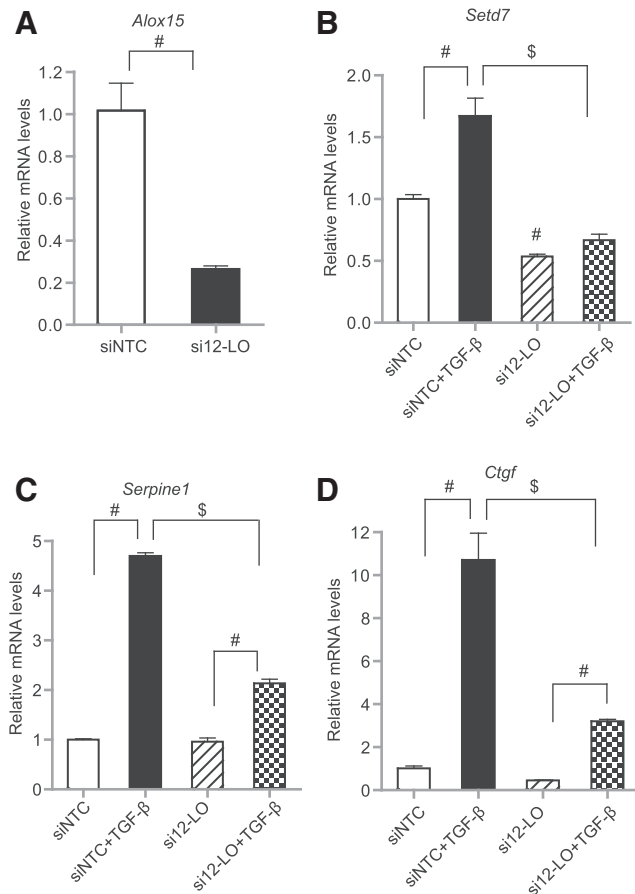 A
Alox15
#
Relative mRNA levels
1.2
1.0
0.8
0.6
0.4
0.2
0.0
siNTC
si12-LO
B
Setd7
#
$
Relative mRNA levels
2.0
1.5
1.0
0.5
0.0
#
siNTC
siNTC+TGF-β
si12-LO
si12-LO+TGF-β
C
Serpine1
#
$
Relative mRNA levels
5
4
3
2
1
0
#
siNTC
siNTC+TGF-β
si12-LO
si12-LO+TGF-β
D
Ctgf
#
$
Relative mRNA levels
12
10
8
6
4
2
0
#
siNTC
siNTC+TGF-β
si12-LO
si12-LO+TGF-β